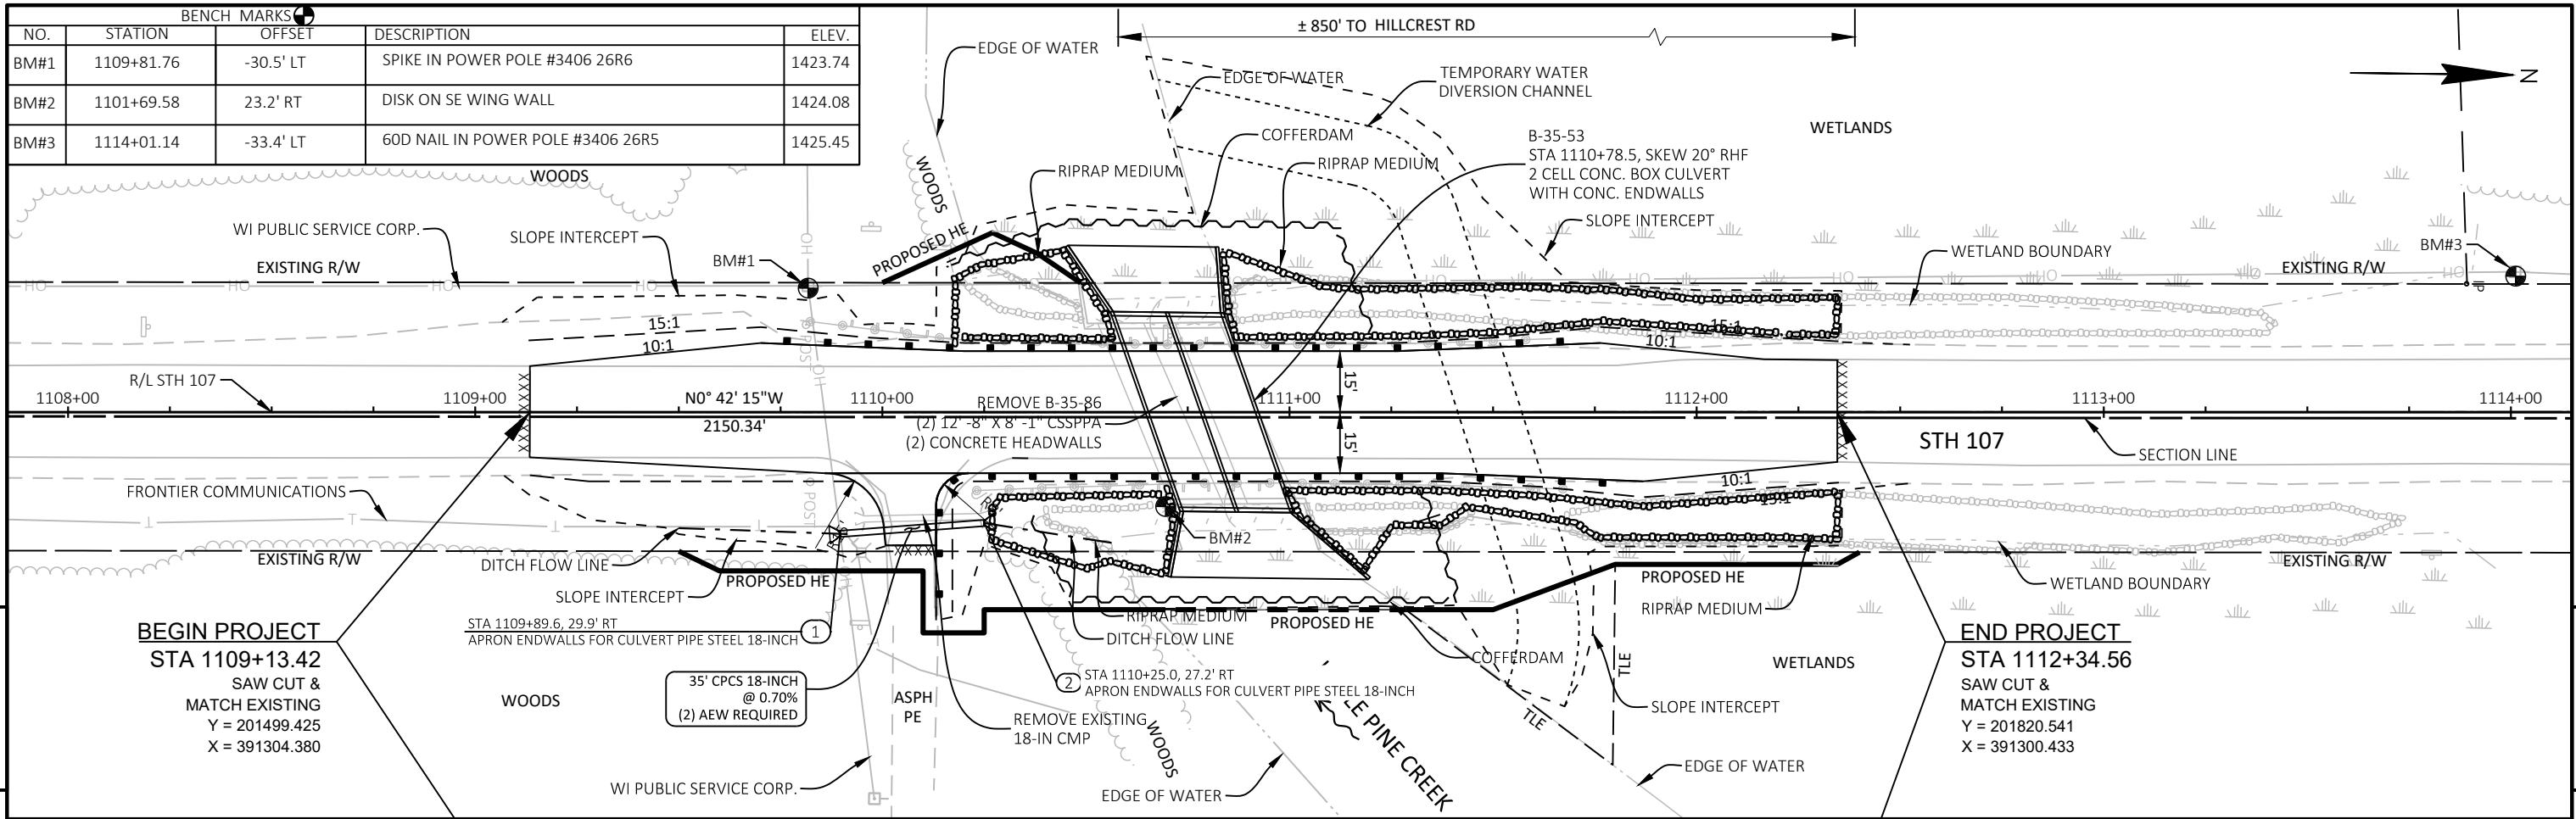 BENCH MARKS
NO. STATION OFFSET DESCRIPTION ELEV.
BM#1 1109+81.76 -30.5' LT SPIKE IN POWER POLE #3406 26R6 1423.74
BM#2 1101+69.58 23.2' RT DISK ON SE WING WALL 1424.08
BM#3 1114+01.14 -33.4' LT 60D NAIL IN POWER POLE #3406 26R5 1425.45
± 850' TO HILLCREST RD
N
EDGE OF WATER
EDGE OF WATER
TEMPORARY WATER
DIVERSION CHANNEL
COFFERDAM
RIPRAP MEDIUM
RIPRAP MEDIUM
B-35-53
STA 1110+78.5, SKEW 20° RHF
2 CELL CONC. BOX CULVERT
WITH CONC. ENDWALLS
WETLANDS
WOODS
WOODS
WI PUBLIC SERVICE CORP.
SLOPE INTERCEPT
SLOPE INTERCEPT
WETLAND BOUNDARY
BM#3
EXISTING R/W
BM#1
PROPOSED HE
EXISTING R/W
OH
OH
OH
OH
OH
OH
OH
OH
OH
OH
IP
15:1
10:1
15:1
10:1
POST
R/L STH 107
15'
1108+00
1109+00
N0° 42' 15"W
1110+00
1111+00
1112+00
1113+00
1114+00
2150.34'
REMOVE B-35-86
(2) 12' -8" X 8' -1" CSSPPA
(2) CONCRETE HEADWALLS
15'
STH 107
SECTION LINE
10:1
15:1
FRONTIER COMMUNICATIONS
T
T
T
T
POST
BM#2
EXISTING R/W
DITCH FLOW LINE
PROPOSED HE
SLOPE INTERCEPT
PROPOSED HE
EXISTING R/W
WETLAND BOUNDARY
RIPRAP MEDIUM
RIPRAP MEDIUM
PROPOSED HE
DITCH FLOW LINE
COFFERDAM
BEGIN PROJECT
STA 1109+13.42
SAW CUT &
MATCH EXISTING
Y = 201499.425
X = 391304.380
STA 1109+89.6, 29.9' RT
APRON ENDWALLS FOR CULVERT PIPE STEEL 18-INCH
1
35' CPCS 18-INCH
@ 0.70%
(2) AEW REQUIRED
WOODS
ASPH
PE
2
STA 1110+25.0, 27.2' RT
APRON ENDWALLS FOR CULVERT PIPE STEEL 18-INCH
REMOVE EXISTING
18-IN CMP
WOODS
LE PINE CREEK
TLE
TLE
WETLANDS
SLOPE INTERCEPT
EDGE OF WATER
WI PUBLIC SERVICE CORP.
EDGE OF WATER
END PROJECT
STA 1112+34.56
SAW CUT &
MATCH EXISTING
Y = 201820.541
X = 391300.433